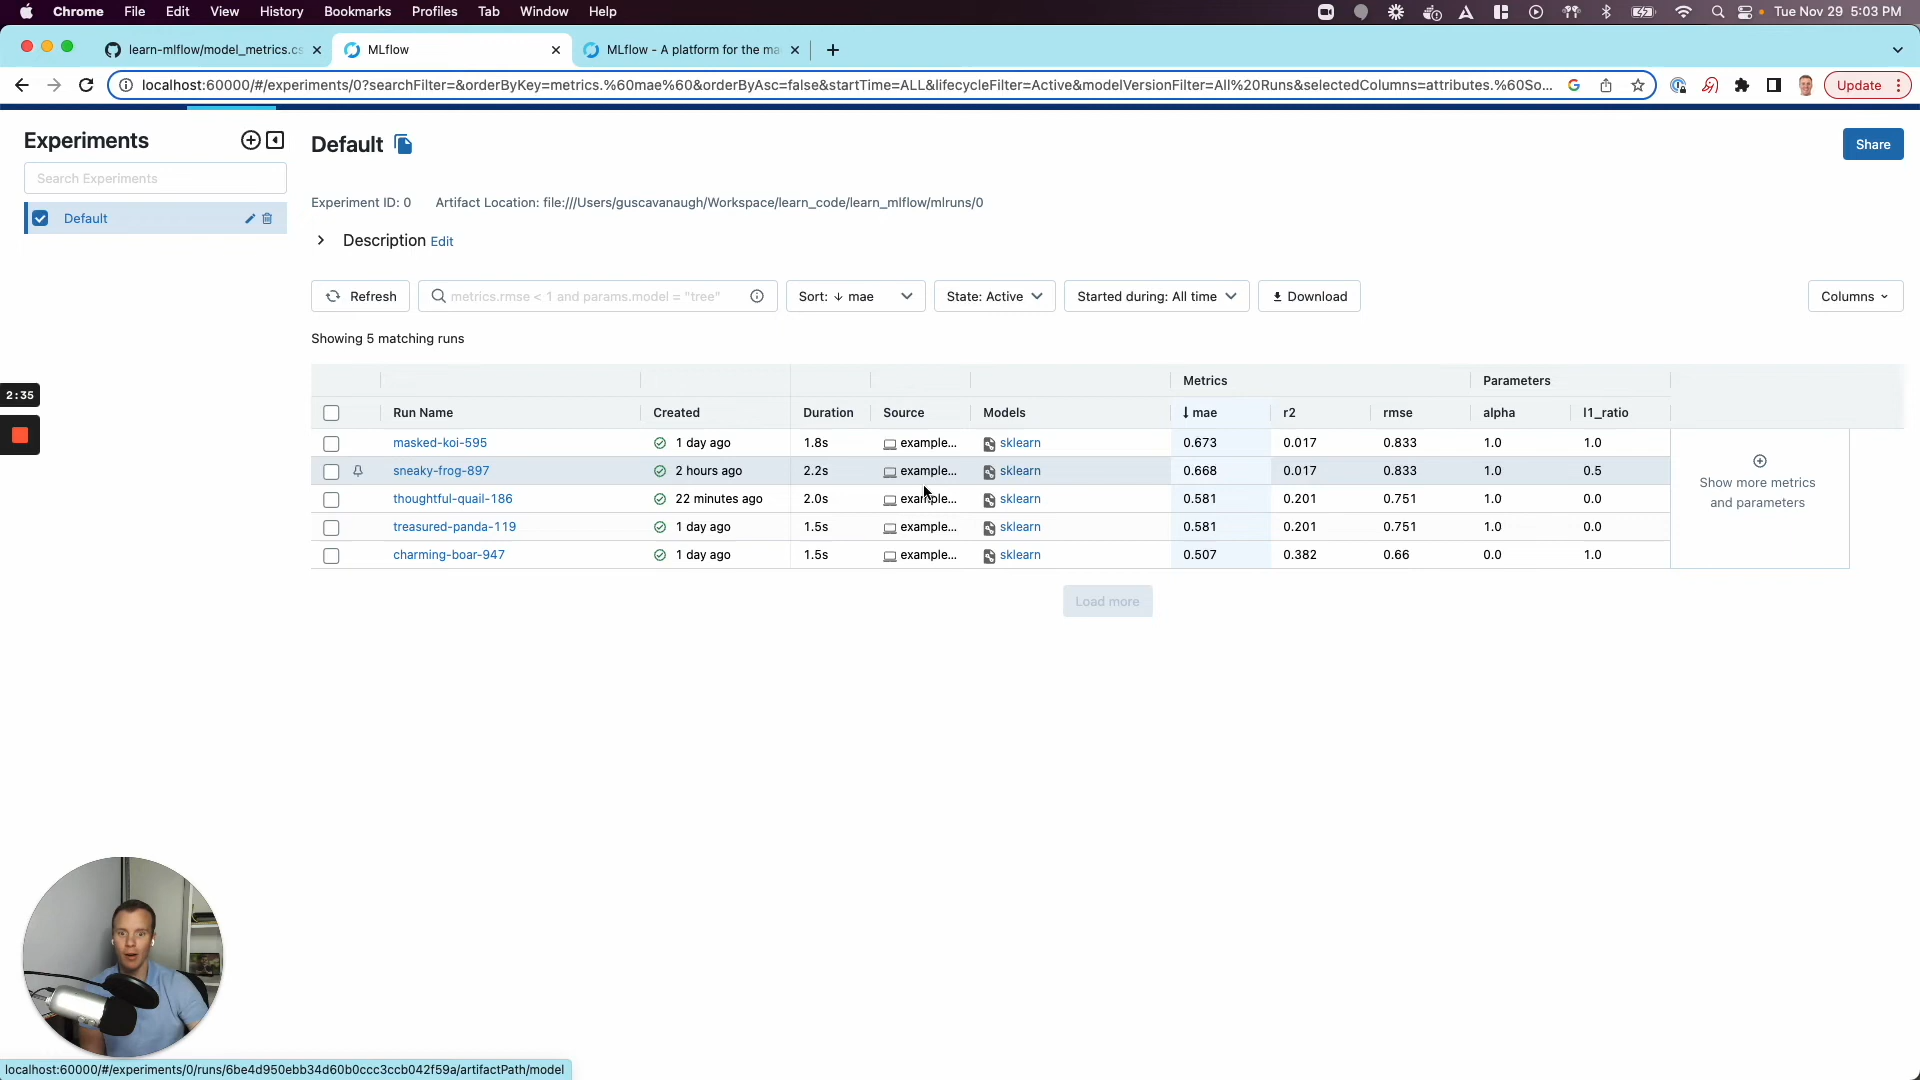 Chrome File Edit View History Bookmarks Profiles Tab Window Help Tue Nov 29 5:03 PM
learn-mlflow/model_metrics.cs MLflow MLflow - A platform for the ma
localhost:60000/#/experiments/0?searchFilter=&orderByKey=metrics.%60mae%60&orderByAsc=false&startTime=ALL&lifecycleFilter=Active&modelVersionFilter=All%20Runs&selectedColumns=attributes.%60So... Update
Experiments
Search Experiments
Default
Default
Share
Experiment ID: 0 Artifact Location: file:///Users/guscavanaugh/Workspace/learn_code/learn_mlflow/mlruns/0
Description Edit
Refresh metrics.rmse < 1 and params.model = "tree" Sort: ↓ mae State: Active Started during: All time Download Columns
Showing 5 matching runs
2:35
Metrics Parameters
Run Name Created Duration Source Models ↓ mae r2 rmse alpha l1_ratio
masked-koi-595 1 day ago 1.8s example... sklearn 0.673 0.017 0.833 1.0 1.0
sneaky-frog-897 2 hours ago 2.2s example... sklearn 0.668 0.017 0.833 1.0 0.5
thoughtful-quail-186 22 minutes ago 2.0s example... sklearn 0.581 0.201 0.751 1.0 0.0
treasured-panda-119 1 day ago 1.5s example... sklearn 0.581 0.201 0.751 1.0 0.0
charming-boar-947 1 day ago 1.5s example... sklearn 0.507 0.382 0.66 0.0 1.0
Show more metrics
and parameters
Load more
localhost:60000/#/experiments/0/runs/6be4d950ebb34d60b0ccc3ccb042f59a/artifactPath/model